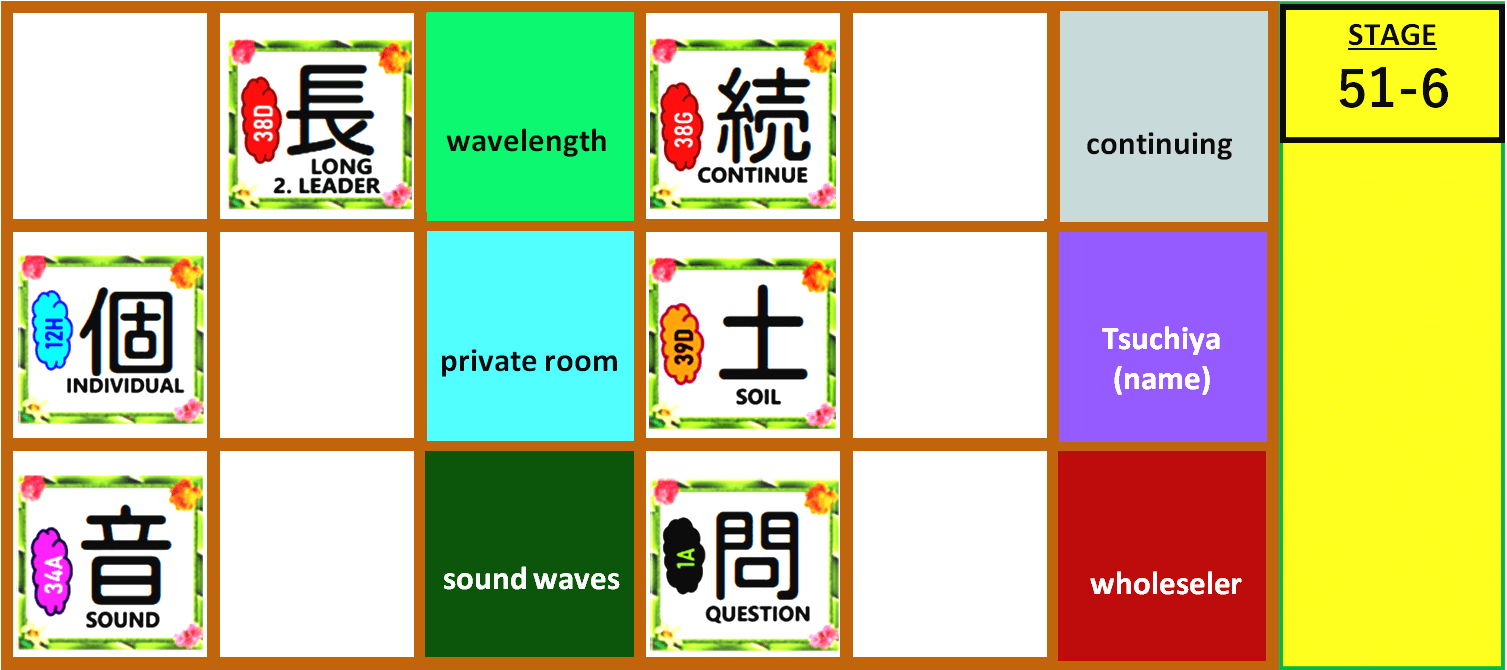 STAGE
51-6
38D
長
LONG
2. LEADER
wavelength
38G
続
CONTINUE
continuing
12H
個
INDIVIDUAL
private room
39D
土
SOIL
Tsuchiya
(name)
34A
音
SOUND
sound waves
1A
問
QUESTION
wholeseler